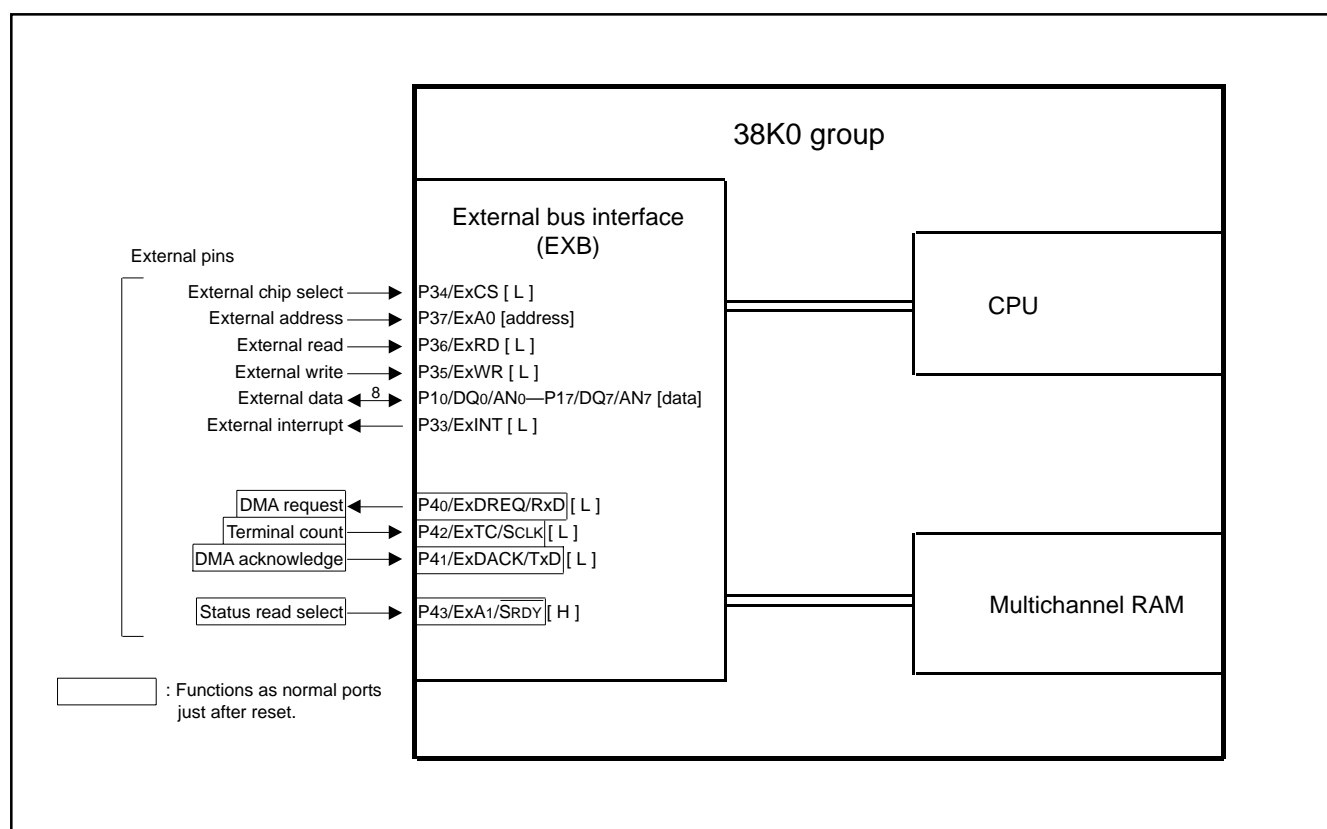 38K0 group
External bus interface
(EXB)
External pins
External chip select P34/ExCS [ L ]
External address P37/ExA0 [address]
External read P36/ExRD [ L ]
External write P35/ExWR [ L ]
External data 8 P10/DQ0/AN0—P17/DQ7/AN7 [data]
External interrupt P33/ExINT [ L ]
DMA request P40/ExDREQ/RxD [ L ]
Terminal count P42/ExTC/SCLK [ L ]
DMA acknowledge P41/ExDACK/TxD [ L ]
Status read select P43/ExA1/SRDY [ H ]
CPU
Multichannel RAM
: Functions as normal ports
just after reset.